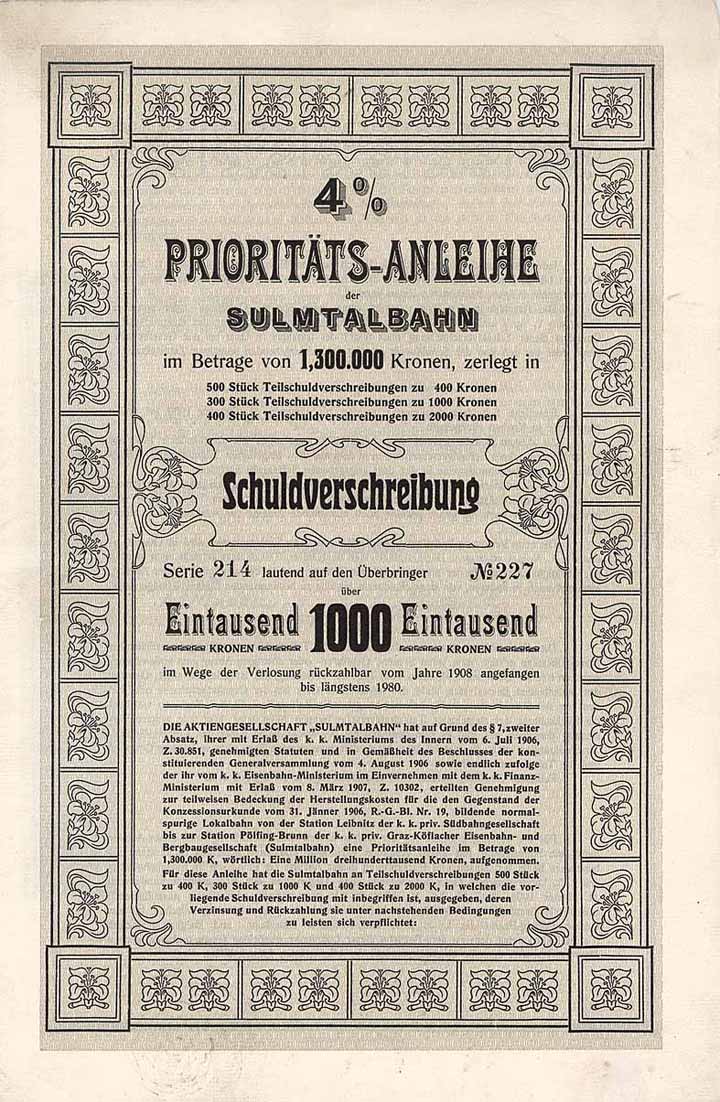 4%
PRIORITÄTS-ANLEIHE
der
SULMTALBAHN
im Betrage von 1,300.000 Kronen, zerlegt in
500 Stück Teilschuldverschreibungen zu 400 Kronen
300 Stück Teilschuldverschreibungen zu 1000 Kronen
400 Stück Teilschuldverschreibungen zu 2000 Kronen
Schuldverschreibung
Serie 214 lautend auf den Überbringer № 227
über
Eintausend 1000 Eintausend
KRONEN KRONEN
im Wege der Verlosung rückzahlbar vom Jahre 1908 angefangen
bis längstens 1980.
DIE AKTIENGESELLSCHAFT „SULMTALBAHN" hat auf Grund des § 7, zweiter
Absatz, ihrer mit Erlaß des k. k. Ministeriums des Innern vom 6. Juli 1906,
Z. 30.851, genehmigten Statuten und in Gemäßheit des Beschlusses der kon-
stituierenden Generalversammlung vom 4. August 1906 sowie endlich zufolge
der ihr vom k. k. Eisenbahn-Ministerium im Einvernehmen mit dem k. k. Finanz-
Ministerium mit Erlaß vom 8. März 1907, Z. 10302, erteilten Genehmigung
zur teilweisen Bedeckung der Herstellungskosten für die den Gegenstand der
Konzessionsurkunde vom 31. Jänner 1906, R.-G.-Bl. Nr. 19, bildende normal-
spurige Lokalbahn von der Station Leibnitz der k. k. priv. Südbahngesellschaft
bis zur Station Pölfing-Brunn der k. k. priv. Graz-Köflacher Eisenbahn- und
Bergbaugesellschaft (Sulmtalbahn) eine Prioritätsanleihe im Betrage von
1,300.000 K, wörtlich: Eine Million dreihunderttausend Kronen, aufgenommen.
Für diese Anleihe hat die Sulmtalbahn an Teilschuldverschreibungen 500 Stück
zu 400 K, 300 Stück zu 1000 K und 400 Stück zu 2000 K, in welchen die vor-
liegende Schuldverschreibung mit inbegriffen ist, ausgegeben, deren
Verzinsung und Rückzahlung sie unter nachstehenden Bedingungen
zu leisten sich verpflichtet: